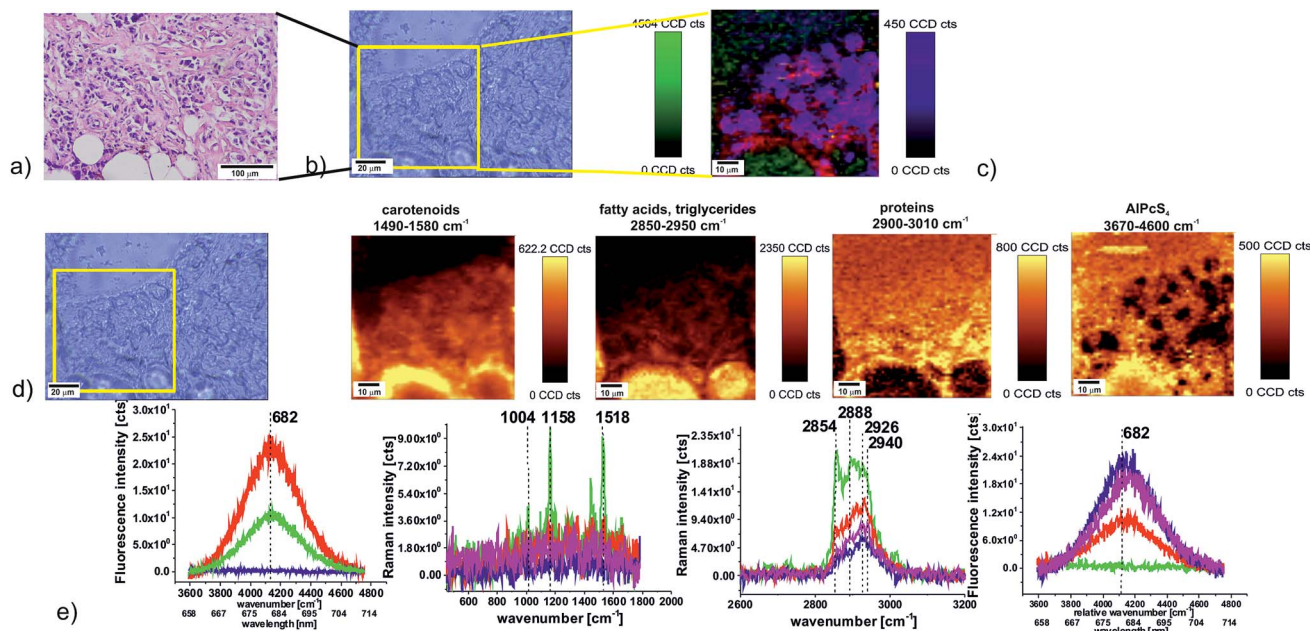 4504 CCD cts
450 CCD cts
0 CCD cts
0 CCD cts
100 μm
20 μm
10 μm
a)
b)
c)
carotenoids
1490-1580 cm-1
fatty acids, triglycerides
2850-2950 cm-1
proteins
2900-3010 cm-1
AlPcS4
3670-4600 cm-1
622.2 CCD cts
2350 CCD cts
800 CCD cts
500 CCD cts
20 μm
10 μm
10 μm
10 μm
10 μm
0 CCD cts
0 CCD cts
0 CCD cts
0 CCD cts
d)
Fluorescence intensity [cts]
3.0x10¹
2.5x10¹
2.0x10¹
1.5x10¹
1.0x10¹
5.0x10⁰
0.0
682
3600 3800 4000 4200 4400 4600 4800
wavenumber [cm-1]
658 667 675 684 695 704 714
wavelength [nm]
Raman intensity [cts]
9.00x10⁰
7.20x10⁰
5.40x10⁰
3.60x10⁰
1.80x10⁰
0.00
1004 1158 1518
600 800 1000 1200 1400 1600 1800 2000
wavenumber [cm-1]
Raman intensity [cts]
2.35x10¹
1.88x10¹
1.41x10¹
9.40x10⁰
4.70x10⁰
0.00
2854
2888
2926
2940
2600 2800 3000 3200
wavenumber [cm-1]
Fluorescence intensity [cts]
3.0x10¹
2.4x10¹
1.8x10¹
1.2x10¹
6.0x10⁰
0.0
682
3600 3800 4000 4200 4400 4600 4800
relative wavenumber [cm-1]
658 667 675 684 695 704 714
wavelength [nm]
e)